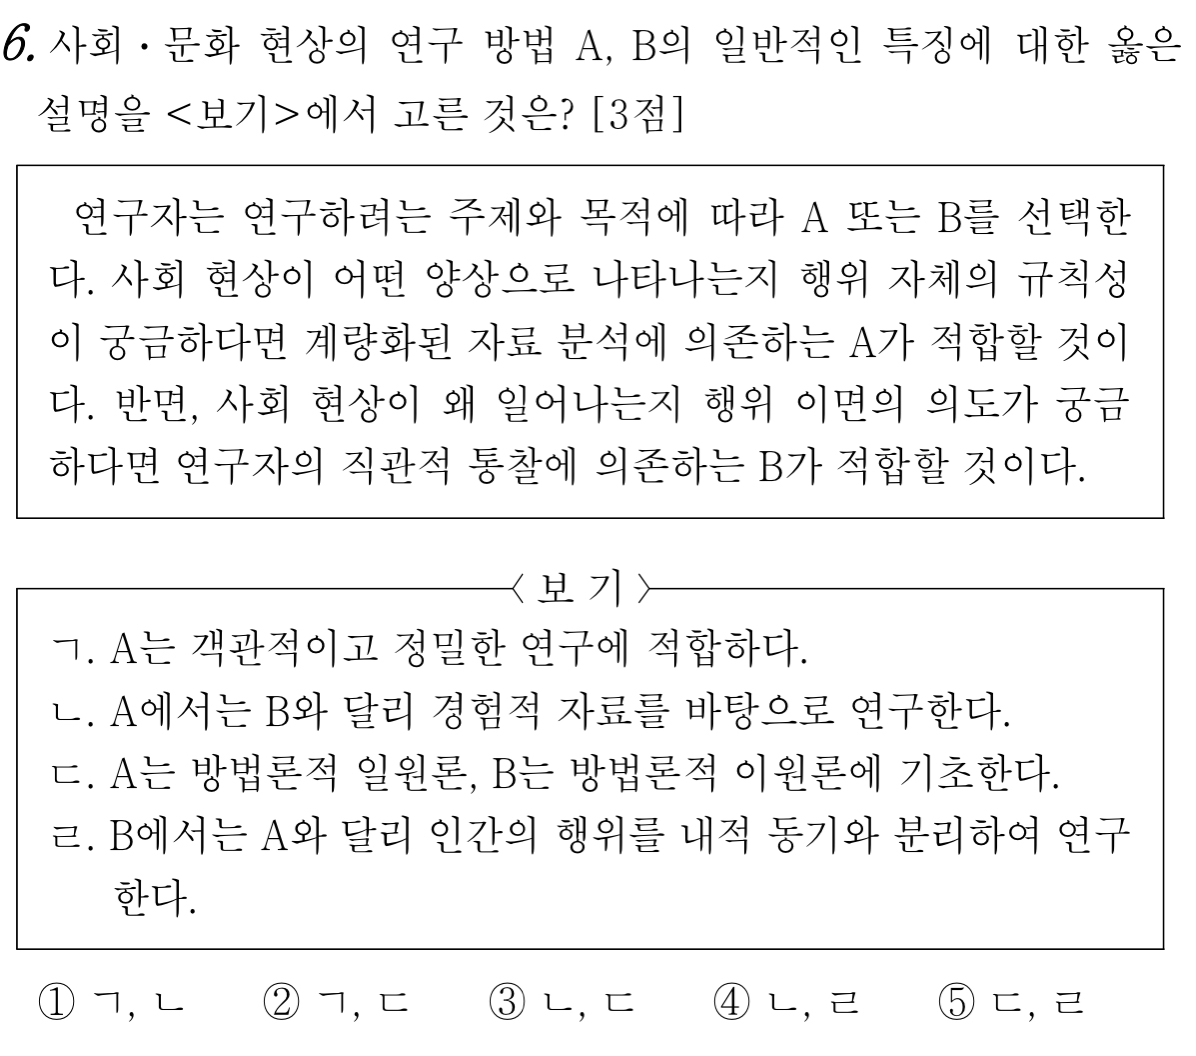 6. 사회·문화 현상의 연구 방법 A, B의 일반적인 특징에 대한 옳은
설명을 <보기>에서 고른 것은? [3점]
연구자는 연구하려는 주제와 목적에 따라 A 또는 B를 선택한
다. 사회 현상이 어떤 양상으로 나타나는지 행위 자체의 규칙성
이 궁금하다면 계량화된 자료 분석에 의존하는 A가 적합할 것이
다. 반면, 사회 현상이 왜 일어나는지 행위 이면의 의도가 궁금
하다면 연구자의 직관적 통찰에 의존하는 B가 적합할 것이다.
〈 보 기 〉
ㄱ. A는 객관적이고 정밀한 연구에 적합하다.
ㄴ. A에서는 B와 달리 경험적 자료를 바탕으로 연구한다.
ㄷ. A는 방법론적 일원론, B는 방법론적 이원론에 기초한다.
ㄹ. B에서는 A와 달리 인간의 행위를 내적 동기와 분리하여 연구
한다.
① ㄱ, ㄴ ② ㄱ, ㄷ ③ ㄴ, ㄷ ④ ㄴ, ㄹ ⑤ ㄷ, ㄹ